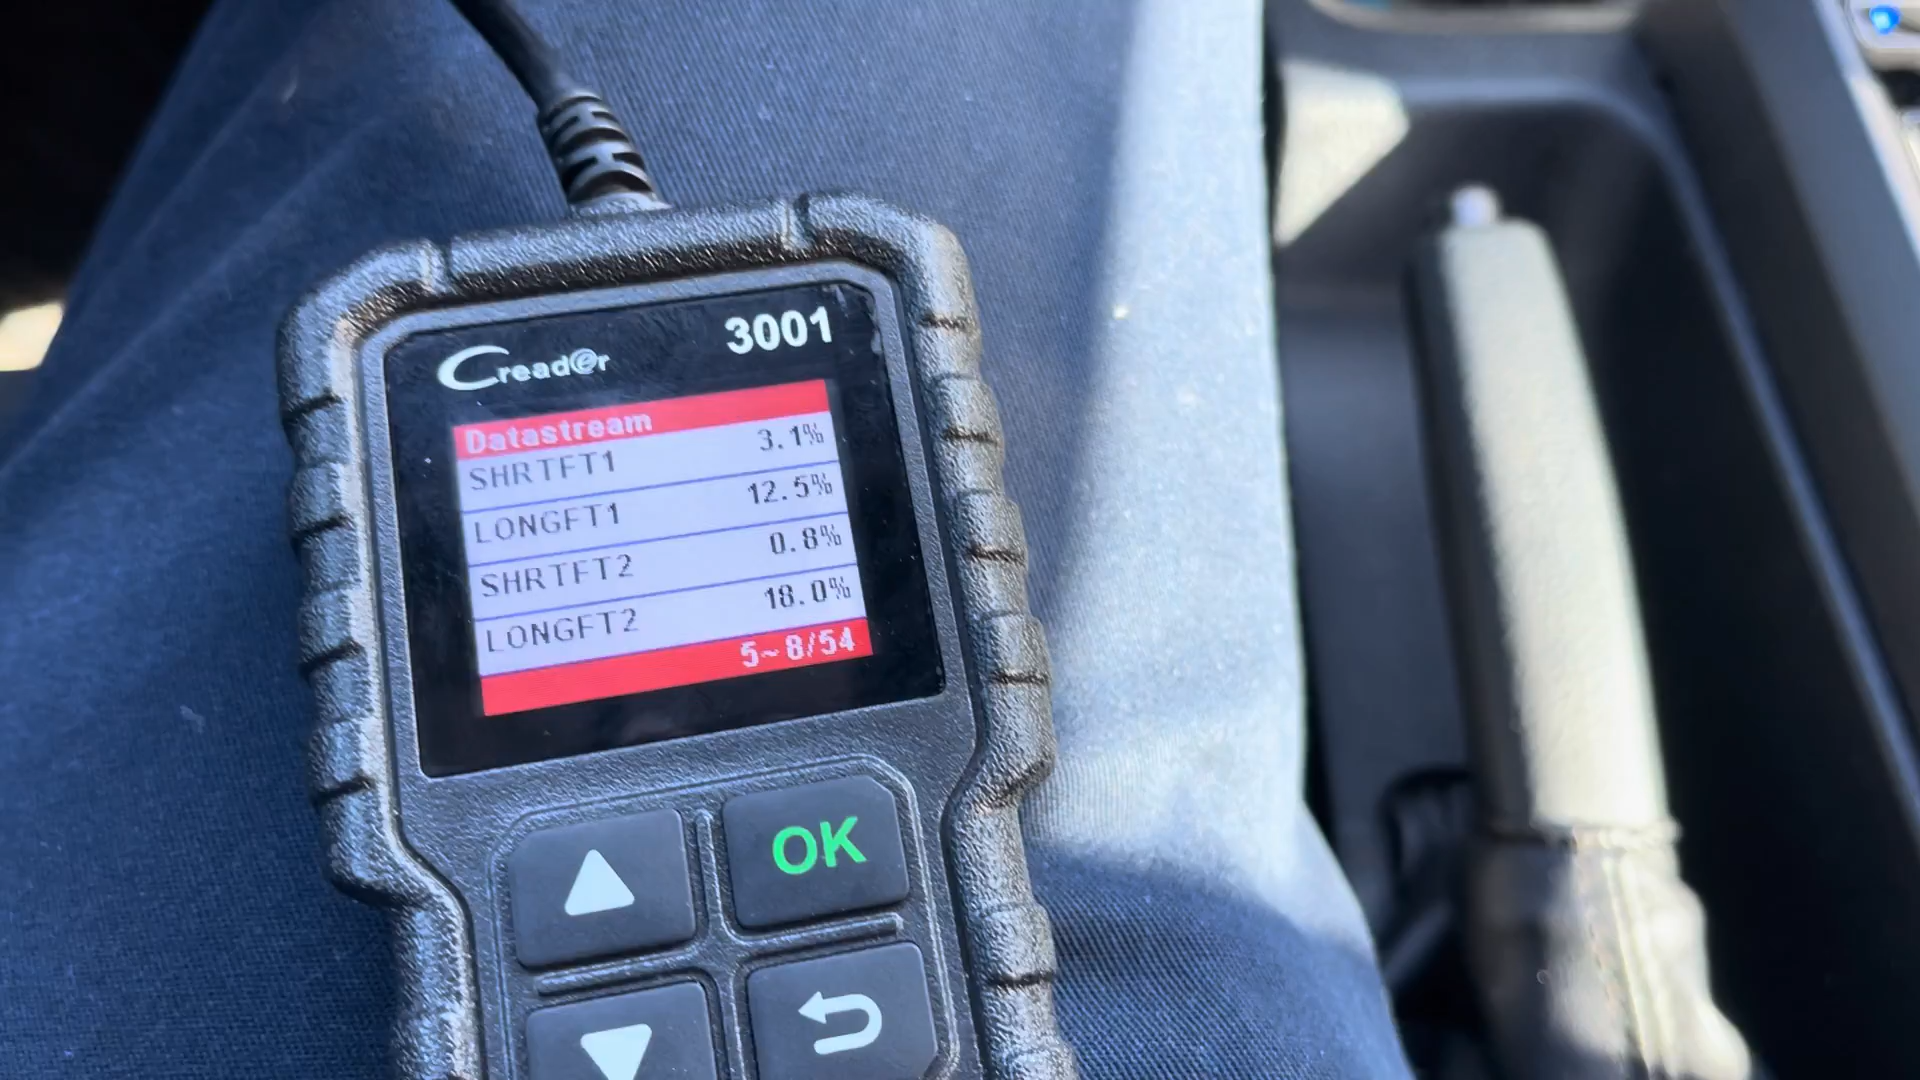 Cread@r 3001
Datastream
SHRTFT1 3.1%
LONGFT1 12.5%
SHRTFT2 0.8%
LONGFT2 18.0%
5~8/54
OK